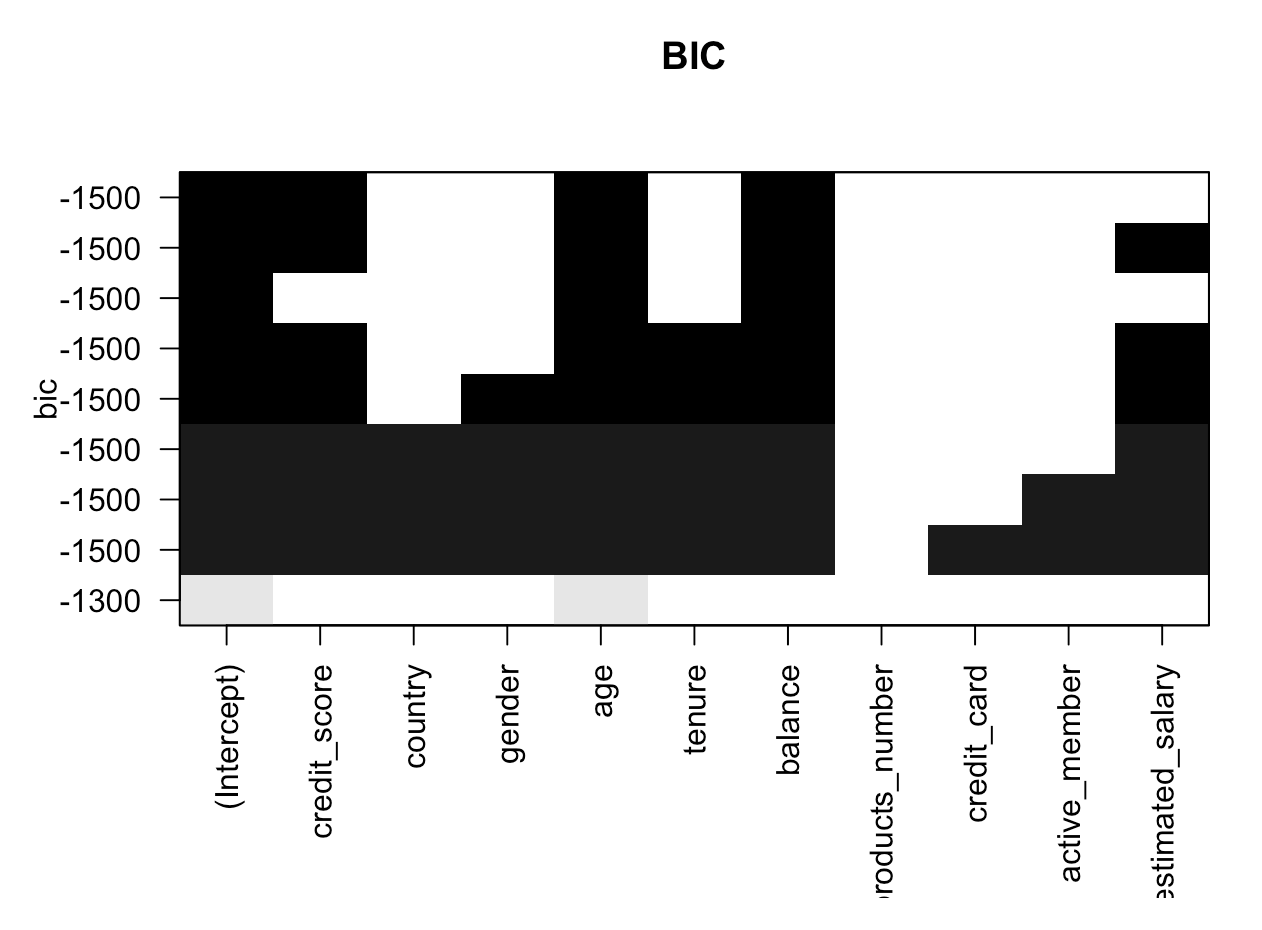 BIC
bic
-1500
-1500
-1500
-1500
-1500
-1500
-1500
-1500
-1300
(Intercept)
credit_score
country
gender
age
tenure
balance
products_number
credit_card
active_member
estimated_salary